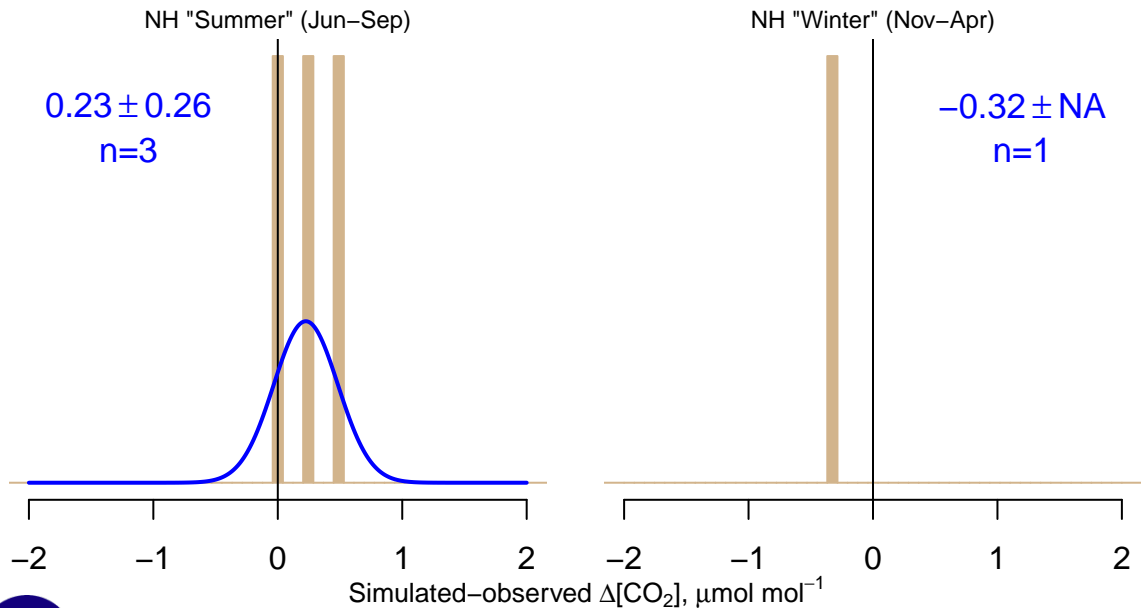 NH "Summer" (Jun−Sep)
0.23 ± 0.26
n=3
−2 −1 0 1 2
NH "Winter" (Nov−Apr)
−0.32 ± NA
n=1
−2 −1 0 1 2
Simulated−observed Δ[CO₂], μmol mol⁻¹